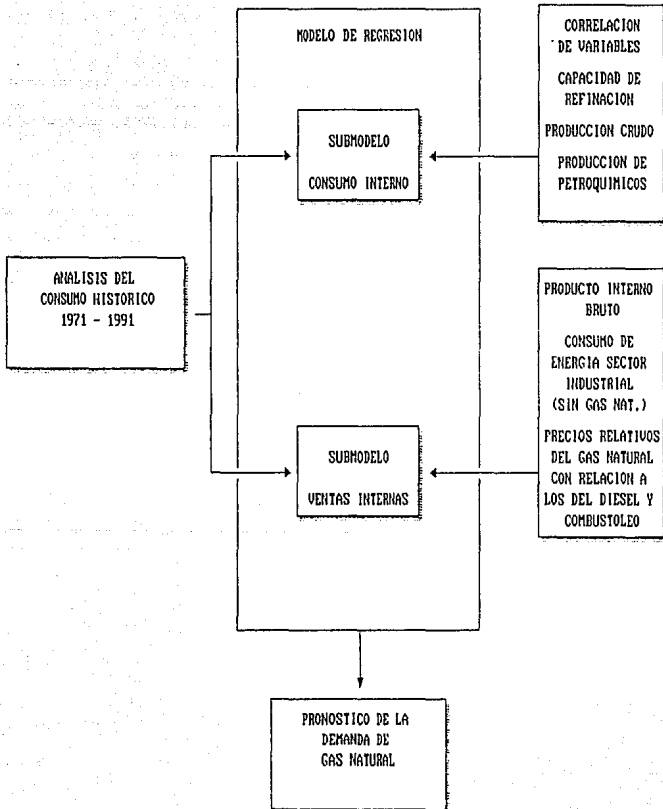 MODELO DE REGRESION
SUBMODELO
CONSUMO INTERNO
CORRELACION
DE VARIABLES
CAPACIDAD DE
REFINACION
PRODUCCION CRUDO
PRODUCCION DE
PETROQUIMICOS
ANALISIS DEL
CONSUMO HISTORICO
1971 - 1991
PRODUCTO INTERNO
BRUTO
CONSUMO DE
ENERGIA SECTOR
INDUSTRIAL
(SIN GAS NAT.)
PRECIOS RELATIVOS
DEL GAS NATURAL
CON RELACION A
LOS DEL DIESEL Y
COMBUSTOLEO
SUBMODELO
VENTAS INTERNAS
PRONOSTICO DE LA
DEMANDA DE
GAS NATURAL